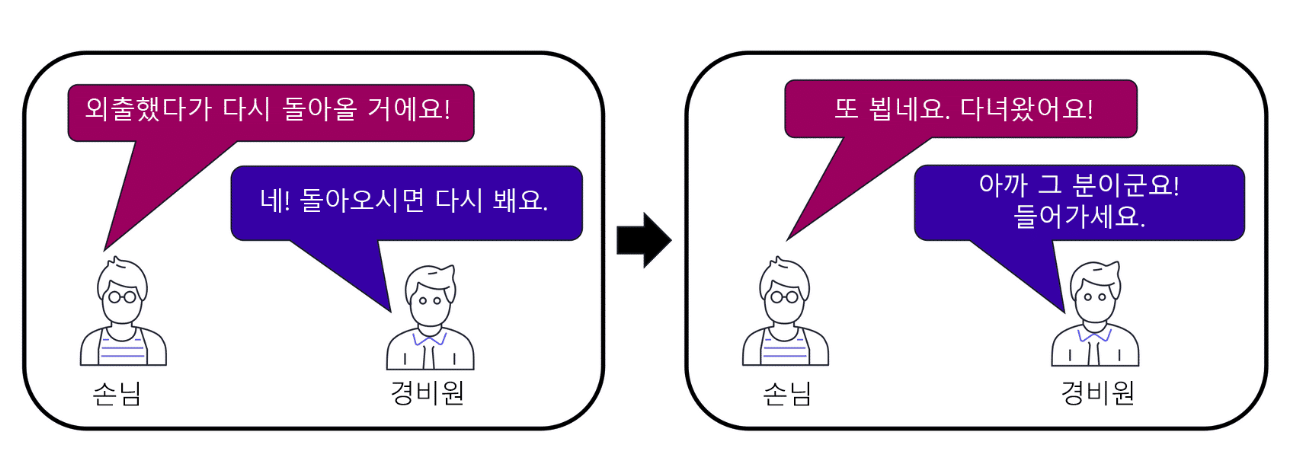 외출했다가 다시 돌아올 거에요!
네! 돌아오시면 다시 봬요.
손님
경비원
또 뵙네요. 다녀왔어요!
아까 그 분이군요!
들어가세요.
손님
경비원